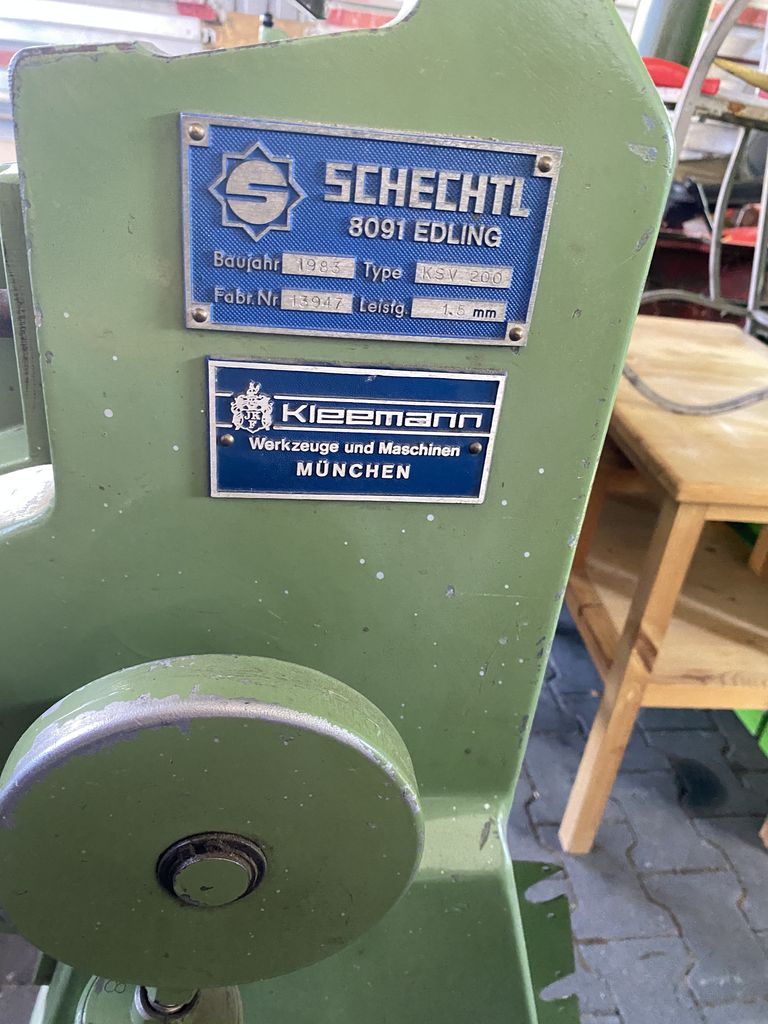 SCHECHTL
8091 EDLING
Baujahr 1983 Type KSV 200
Fabr.Nr 13947 Leistg. 1.5 mm
JK
F
Kleemann
Werkzeuge und Maschinen
MÜNCHEN